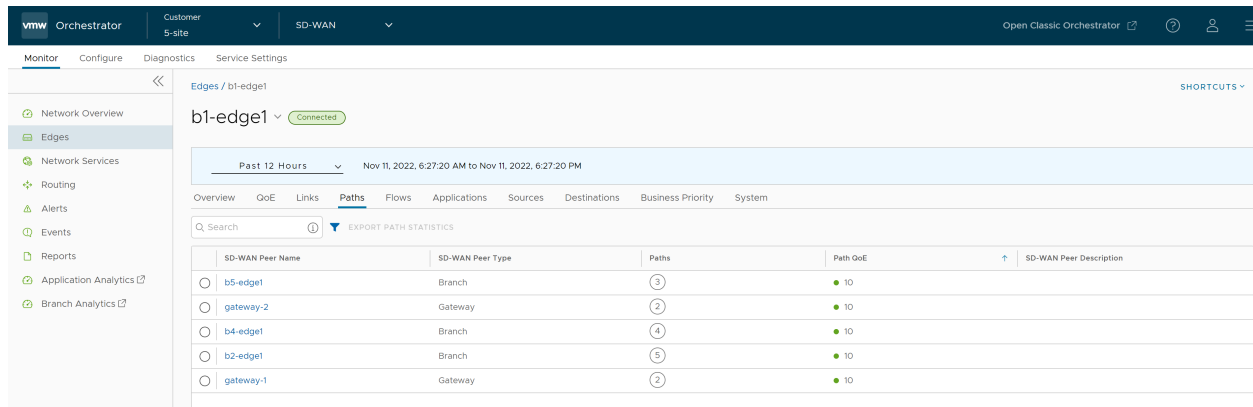 vmw Orchestrator Customer 5-site SD-WAN Open Classic Orchestrator
Monitor Configure Diagnostics Service Settings
Edges / b1-edge1 SHORTCUTS
b1-edge1 Connected
Network Overview
Edges
Network Services
Routing
Alerts
Events
Reports
Application Analytics
Branch Analytics
Past 12 Hours Nov 11, 2022, 6:27:20 AM to Nov 11, 2022, 6:27:20 PM
Overview QoE Links Paths Flows Applications Sources Destinations Business Priority System
Search EXPORT PATH STATISTICS
SD-WAN Peer Name SD-WAN Peer Type Paths Path QoE SD-WAN Peer Description
b5-edge1 Branch 3 10
gateway-2 Gateway 2 10
b4-edge1 Branch 4 10
b2-edge1 Branch 5 10
gateway-1 Gateway 2 10